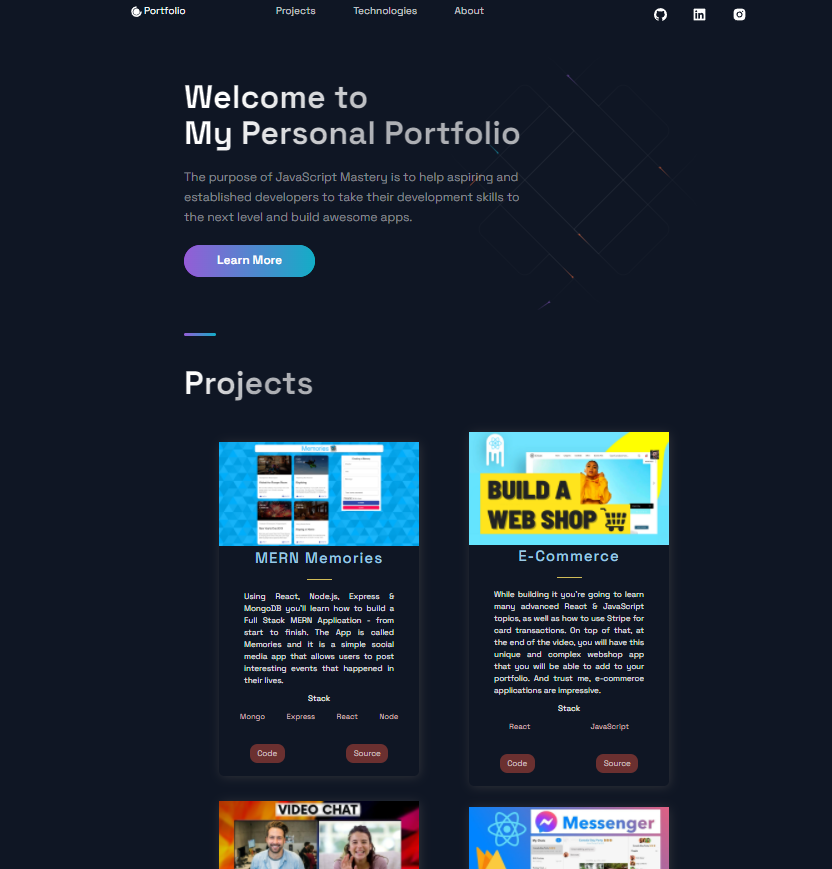 Portfolio
Projects
Technologies
About
Welcome to
My Personal Portfolio
The purpose of JavaScript Mastery is to help aspiring and
established developers to take their development skills to
the next level and build awesome apps.
Learn More
Projects
Memories
MERN Memories
Using React, Node.js, Express &
MongoDB you'll learn how to build a
Full Stack MERN Application - from
start to finish. The App is called
Memories and it is a simple social
media app that allows users to post
interesting events that happened in
their lives.
Stack
Mongo Express React Node
Code Source
BUILD A
WEB SHOP
E-Commerce
While building it you're going to learn
many advanced React & JavaScript
topics, as well as how to use Stripe for
card transactions. On top of that, at
the end of the video, you will have this
unique and complex webshop app
that you will be able to add to your
portfolio. And trust me, e-commerce
applications are impressive.
Stack
React JavaScript
Code Source
VIDEO CHAT
Messenger